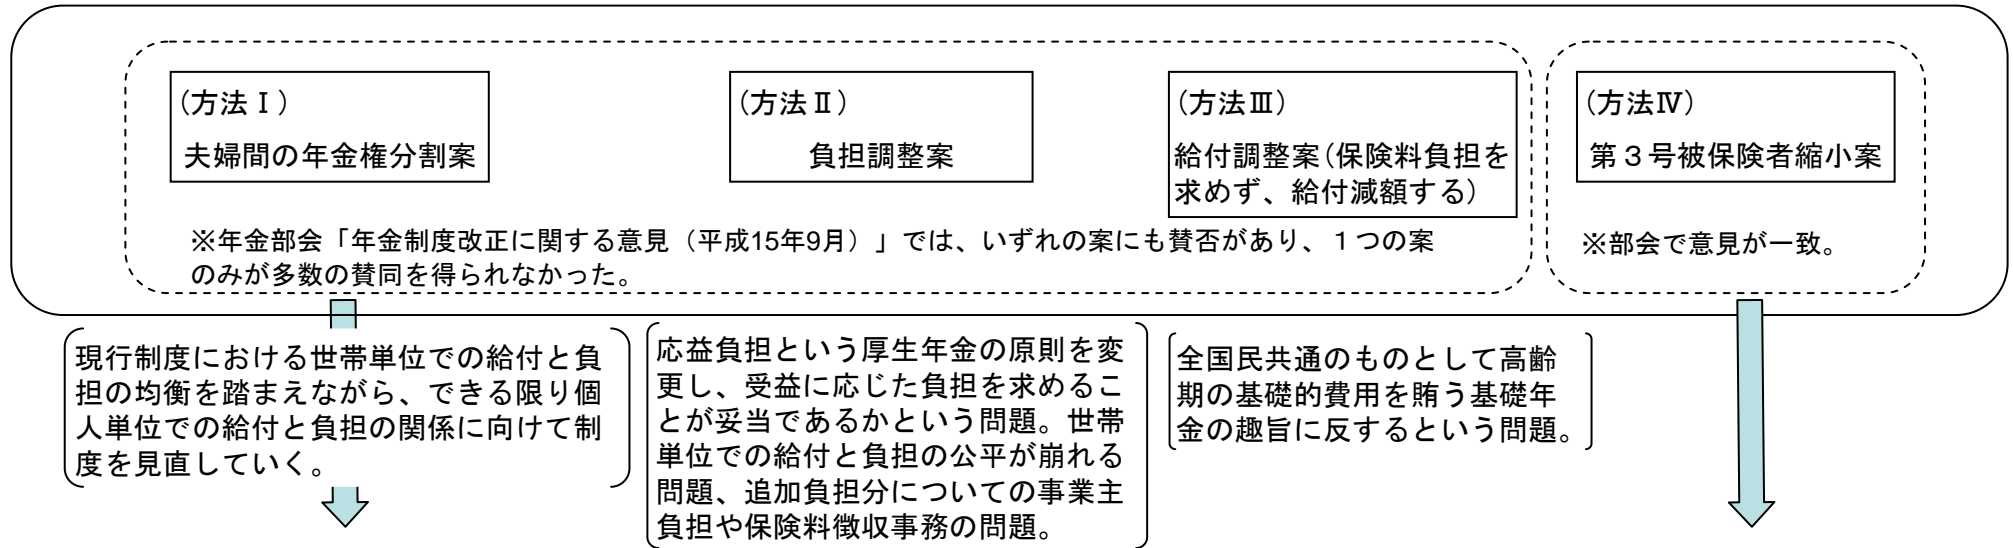 (方法Ⅰ)
夫婦間の年金権分割案
(方法Ⅱ)
負担調整案
(方法Ⅲ)
給付調整案(保険料負担を
求めず、給付減額する)
(方法Ⅳ)
第３号被保険者縮小案
※年金部会「年金制度改正に関する意見（平成15年9月）」では、いずれの案にも賛否があり、１つの案
のみが多数の賛同を得られなかった。
※部会で意見が一致。
現行制度における世帯単位での給付と負
担の均衡を踏まえながら、できる限り個
人単位での給付と負担の関係に向けて制
度を見直していく。
応益負担という厚生年金の原則を変
更し、受益に応じた負担を求めるこ
とが妥当であるかという問題。世帯
単位での給付と負担の公平が崩れる
問題、追加負担分についての事業主
負担や保険料徴収事務の問題。
全国民共通のものとして高齢
期の基礎的費用を賄う基礎年
金の趣旨に反するという問題。